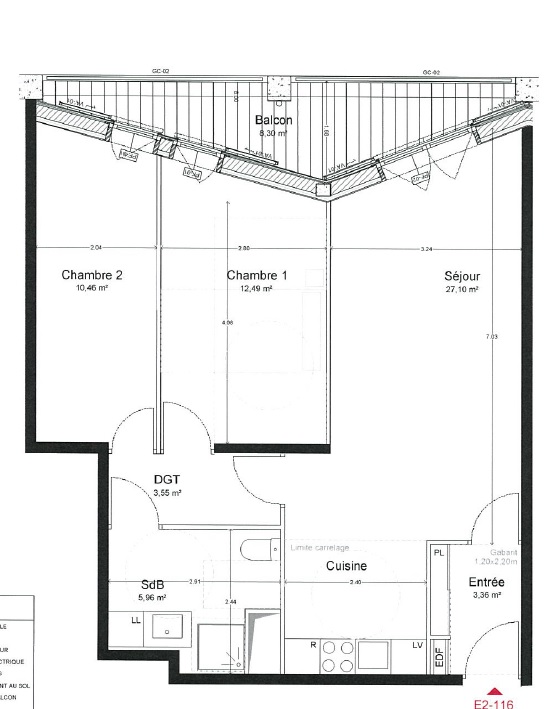 GC-02
GC-02
Balcon
8,30 m²
1.60
2.04
2.80
3.24
Chambre 2
10,46 m²
Chambre 1
12,49 m²
Séjour
27,10 m²
4.98
7.03
DGT
3,55 m²
Limite carrelage
Cuisine
2.40
PL
Gabarit
1,20x2,20m
Entrée
3,36 m²
SdB
5,96 m²
2.81
2.44
LL
R
LV
EDF
E2-116
LE
UR
CTRIQUE
S
NT AU SOL
LCON